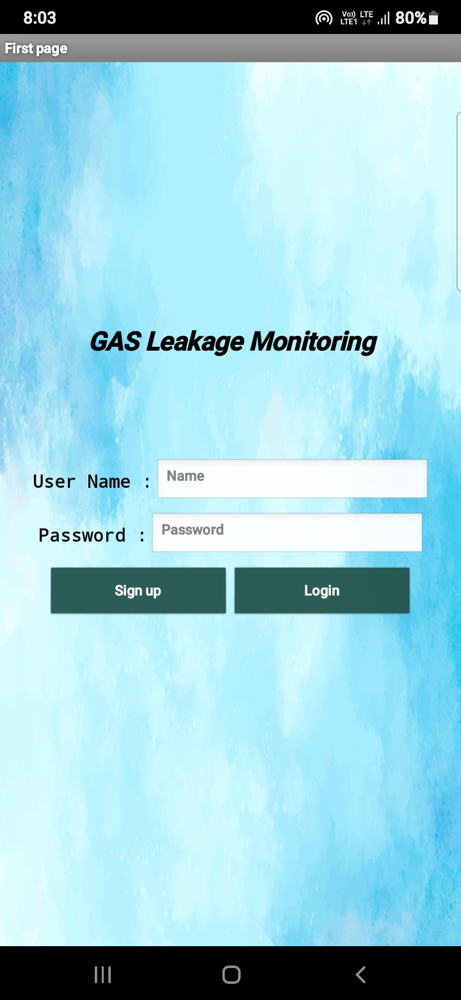 8:03 Vo)) LTE LTE1 80%
First page
GAS Leakage Monitoring
User Name : Name
Password : Password
Sign up Login